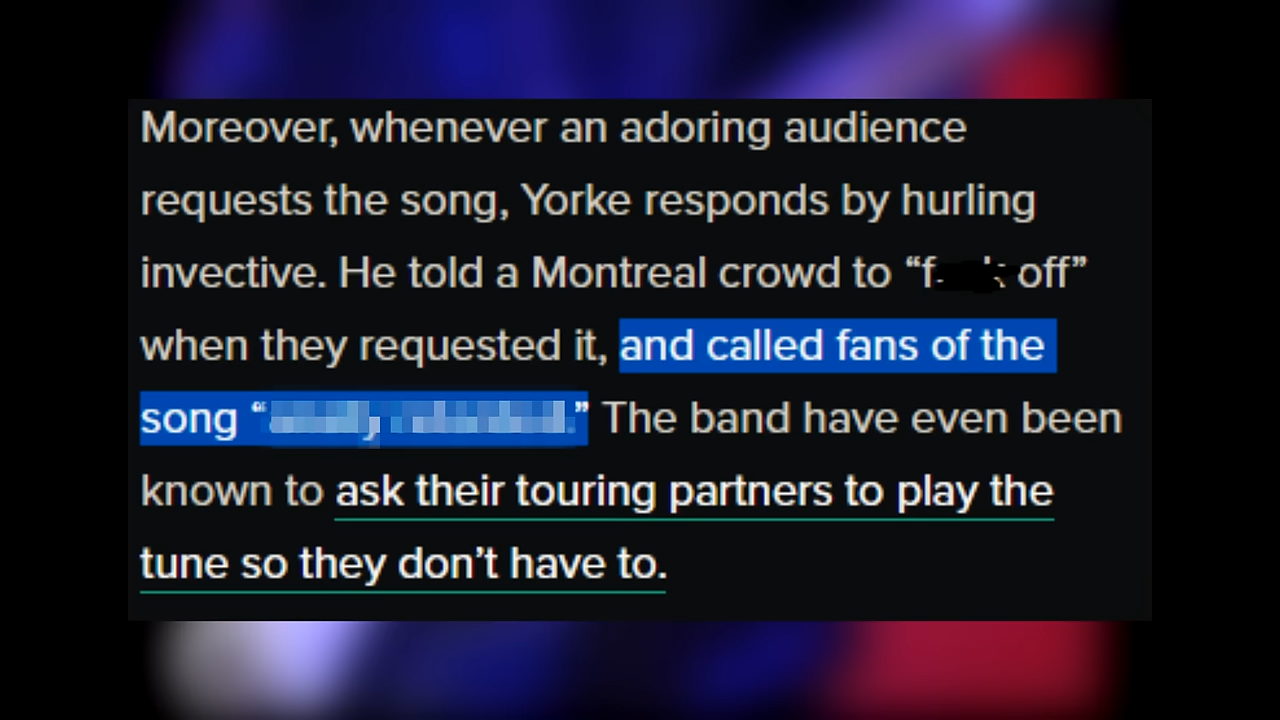 Moreover, whenever an adoring audience
requests the song, Yorke responds by hurling
invective. He told a Montreal crowd to “f k off”
when they requested it, and called fans of the
song “ ” The band have even been
known to ask their touring partners to play the
tune so they don’t have to.